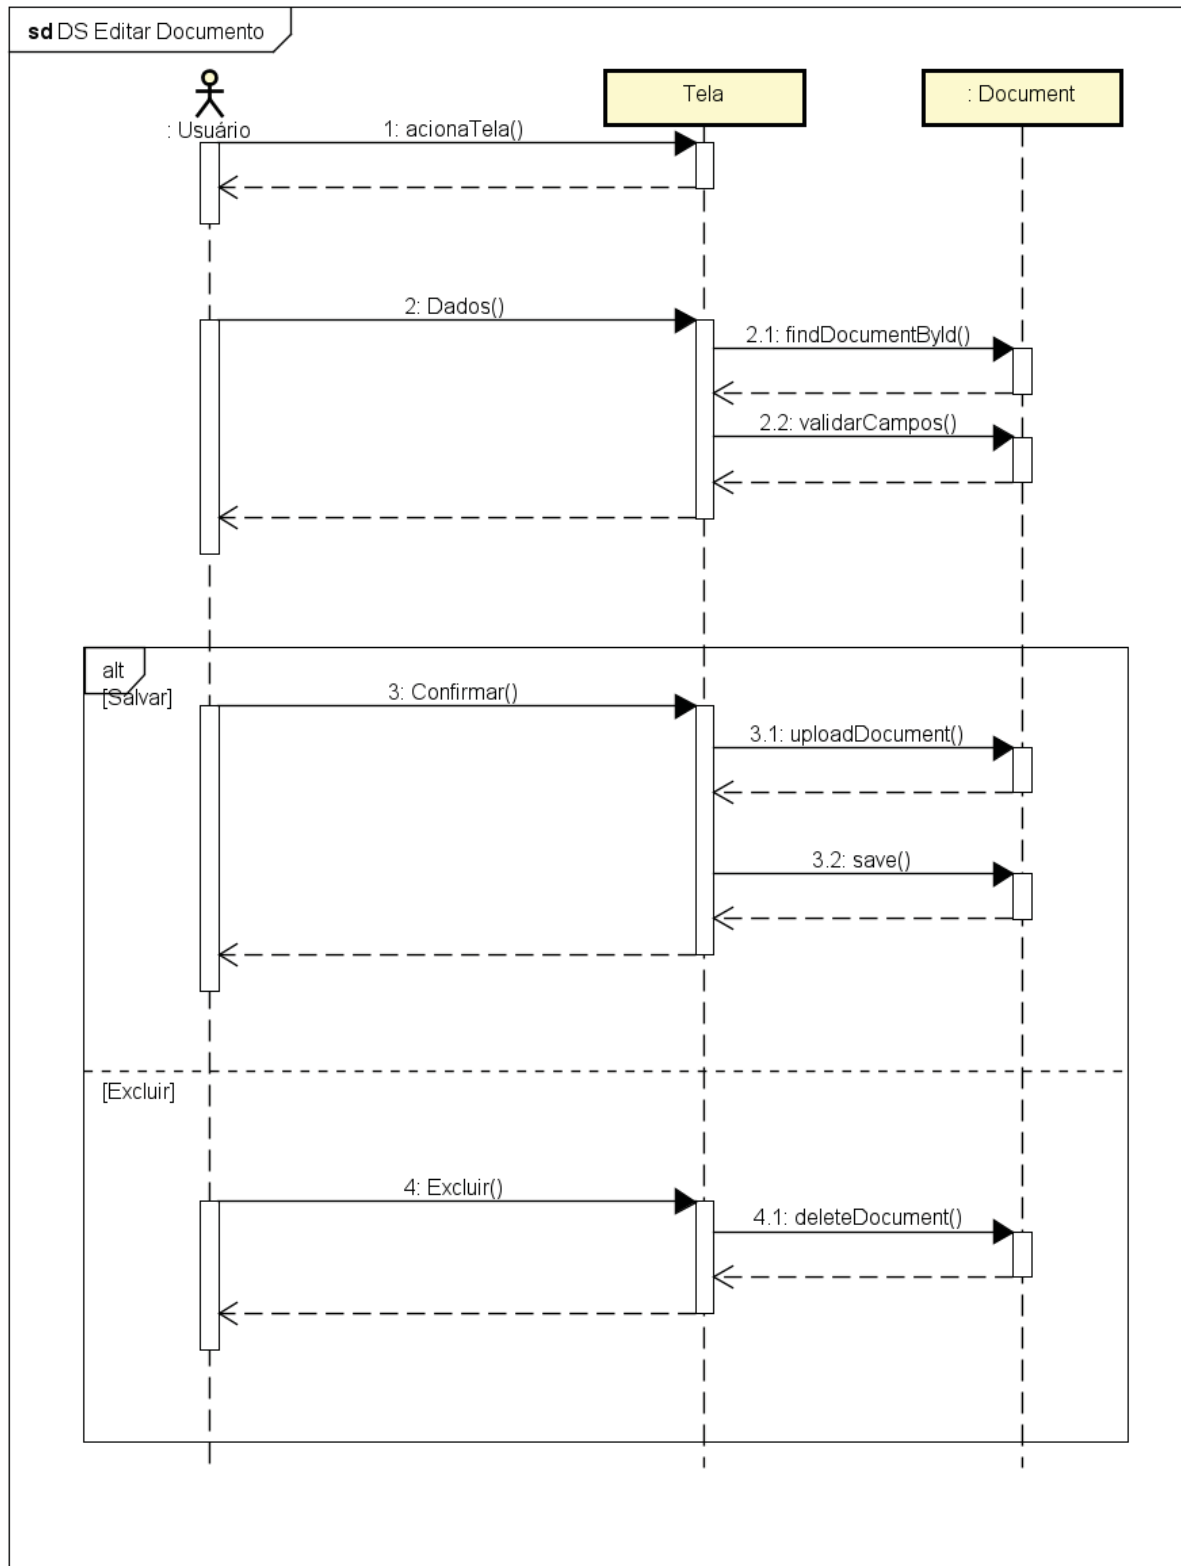 sd DS Editar Documento
: Usuário
Tela
: Document
1: acionaTela()
2: Dados()
2.1: findDocumentById()
2.2: validarCampos()
alt
[Salvar]
3: Confirmar()
3.1: uploadDocument()
3.2: save()
[Excluir]
4: Excluir()
4.1: deleteDocument()